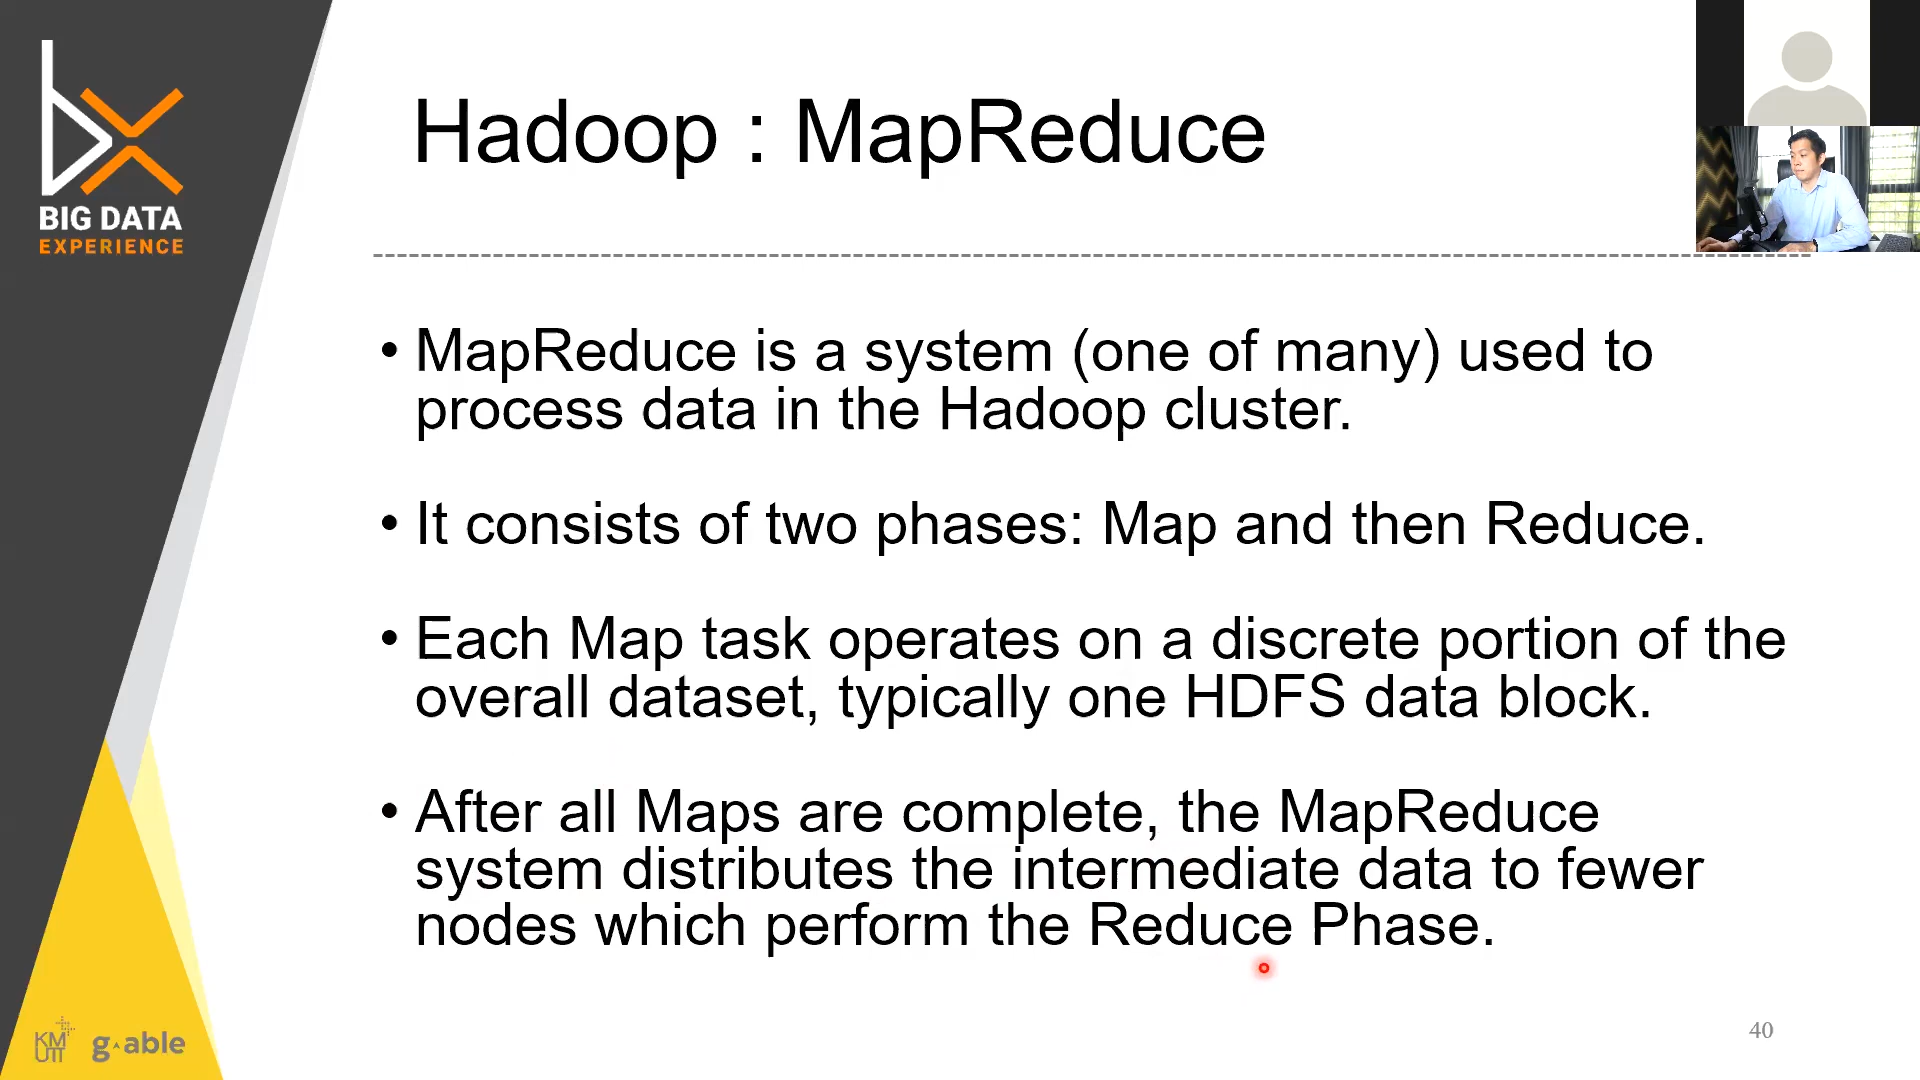 BIG DATA
EXPERIENCE
Hadoop : MapReduce
• MapReduce is a system (one of many) used to
process data in the Hadoop cluster.
• It consists of two phases: Map and then Reduce.
• Each Map task operates on a discrete portion of the
overall dataset, typically one HDFS data block.
• After all Maps are complete, the MapReduce
system distributes the intermediate data to fewer
nodes which perform the Reduce Phase.
KM
UTT
g-able
40